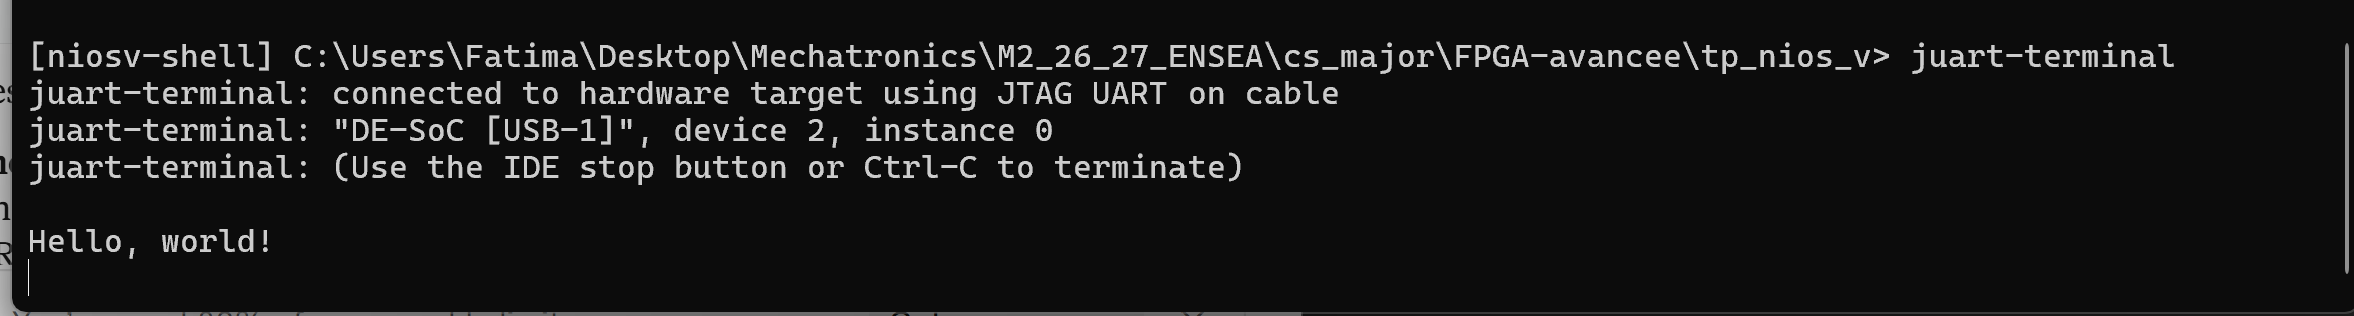 [niosv-shell] C:\Users\Fatima\Desktop\Mechatronics\M2_26_27_ENSEA\cs_major\FPGA-avancee\tp_nios_v> juart-terminal
juart-terminal: connected to hardware target using JTAG UART on cable
juart-terminal: "DE-SoC [USB-1]", device 2, instance 0
juart-terminal: (Use the IDE stop button or Ctrl-C to terminate)
Hello, world!